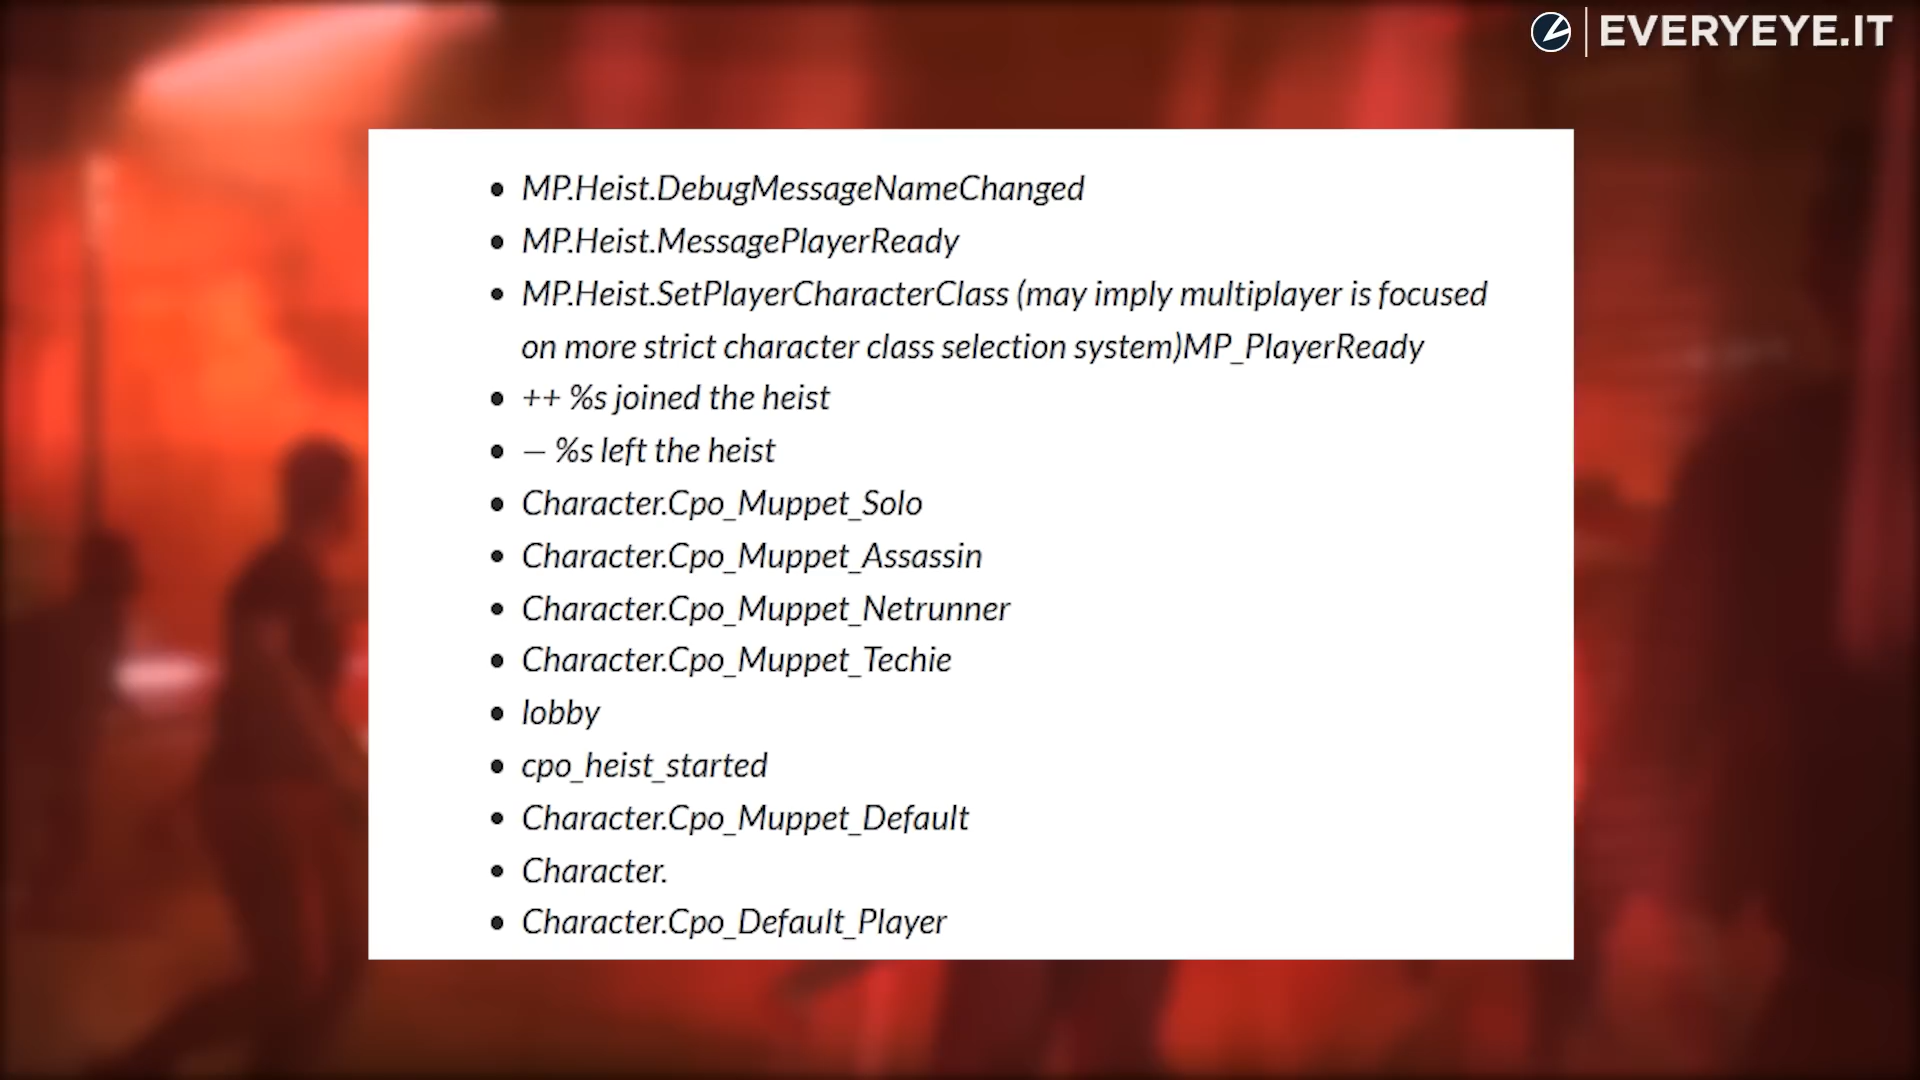 EVERYEYE.IT
• MP.Heist.DebugMessageNameChanged
• MP.Heist.MessagePlayerReady
• MP.Heist.SetPlayerCharacterClass (may imply multiplayer is focused
on more strict character class selection system)MP_PlayerReady
• ++ %s joined the heist
• — %s left the heist
• Character.Cpo_Muppet_Solo
• Character.Cpo_Muppet_Assassin
• Character.Cpo_Muppet_Netrunner
• Character.Cpo_Muppet_Techie
• lobby
• cpo_heist_started
• Character.Cpo_Muppet_Default
• Character.
• Character.Cpo_Default_Player